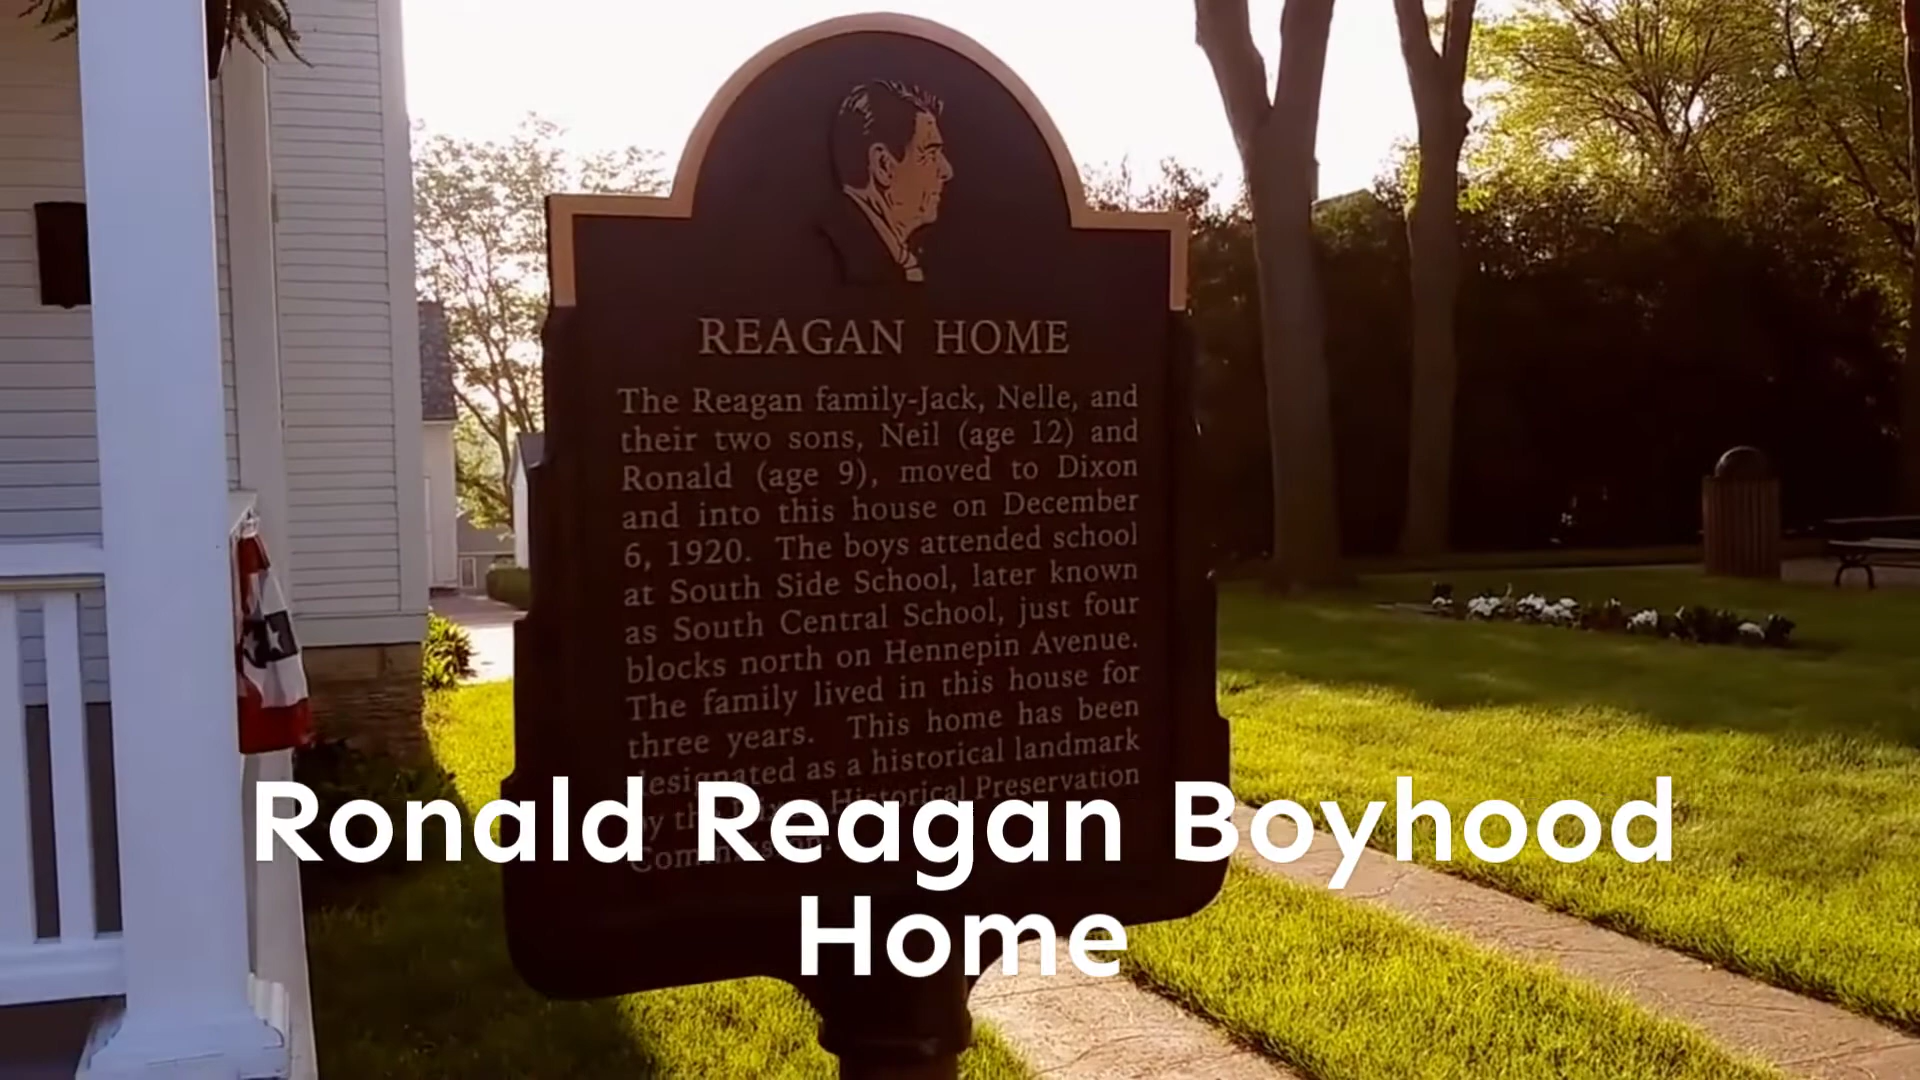 REAGAN HOME
The Reagan family-Jack, Nelle, and
their two sons, Neil (age 12) and
Ronald (age 9), moved to Dixon
and into this house on December
6, 1920. The boys attended school
at South Side School, later known
as South Central School, just four
blocks north on Hennepin Avenue.
The family lived in this house for
three years. This home has been
designated as a historical landmark
by the Historical Preservation
Ronald Reagan Boyhood
Home